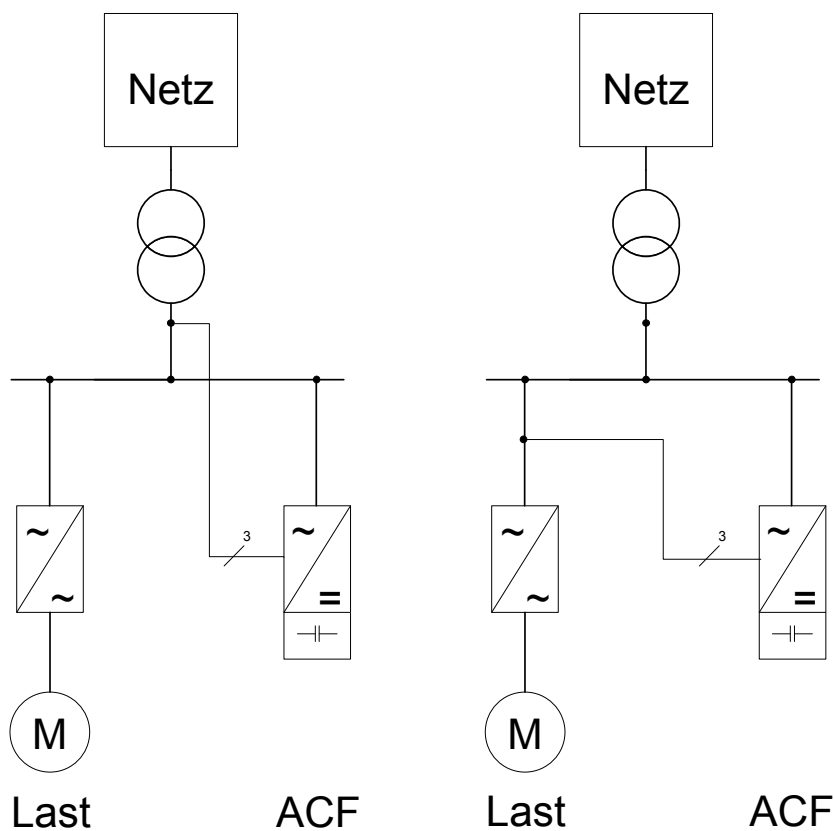 Netz
Netz
3
3
~
~
~
=
~
~
~
=
M
M
Last
ACF
Last
ACF